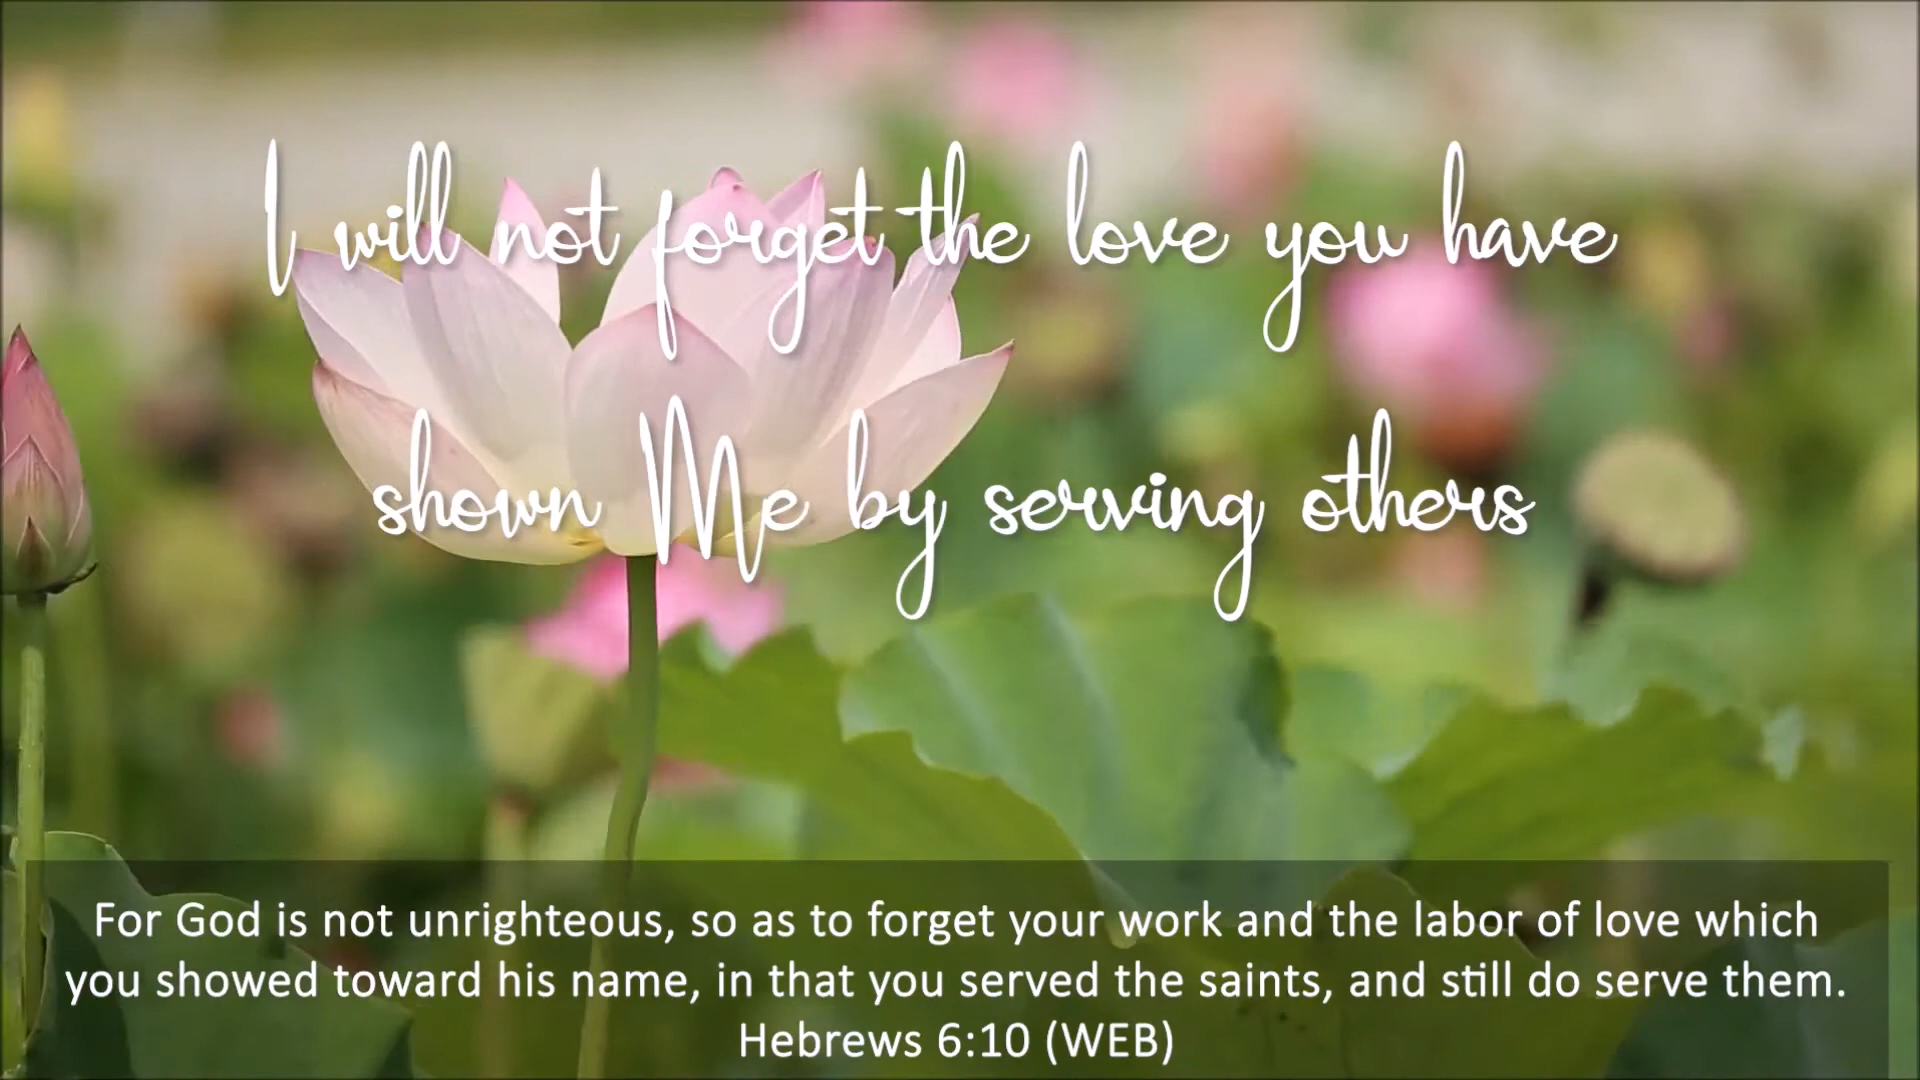 I will not forget the love you have
shown Me by serving others
For God is not unrighteous, so as to forget your work and the labor of love which
you showed toward his name, in that you served the saints, and still do serve them.
Hebrews 6:10 (WEB)